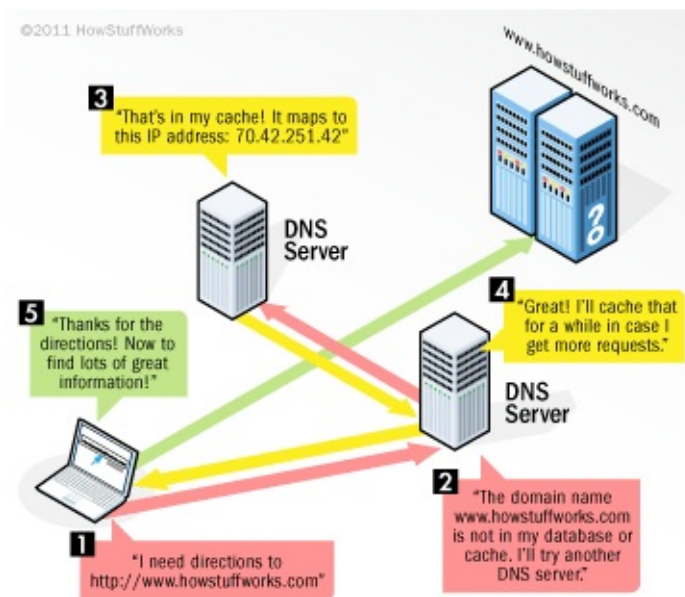 ©2011 HowStuffWorks
www.howstuffworks.com
3
"That's in my cache! It maps to
this IP address: 70.42.251.42"
DNS
Server
4
"Great! I'll cache that
for a while in case I
get more requests."
5
"Thanks for the
directions! Now to
find lots of great
information!"
DNS
Server
2
"The domain name
www.howstuffworks.com
is not in my database or
cache. I'll try another
DNS server."
1
"I need directions to
http://www.howstuffworks.com"